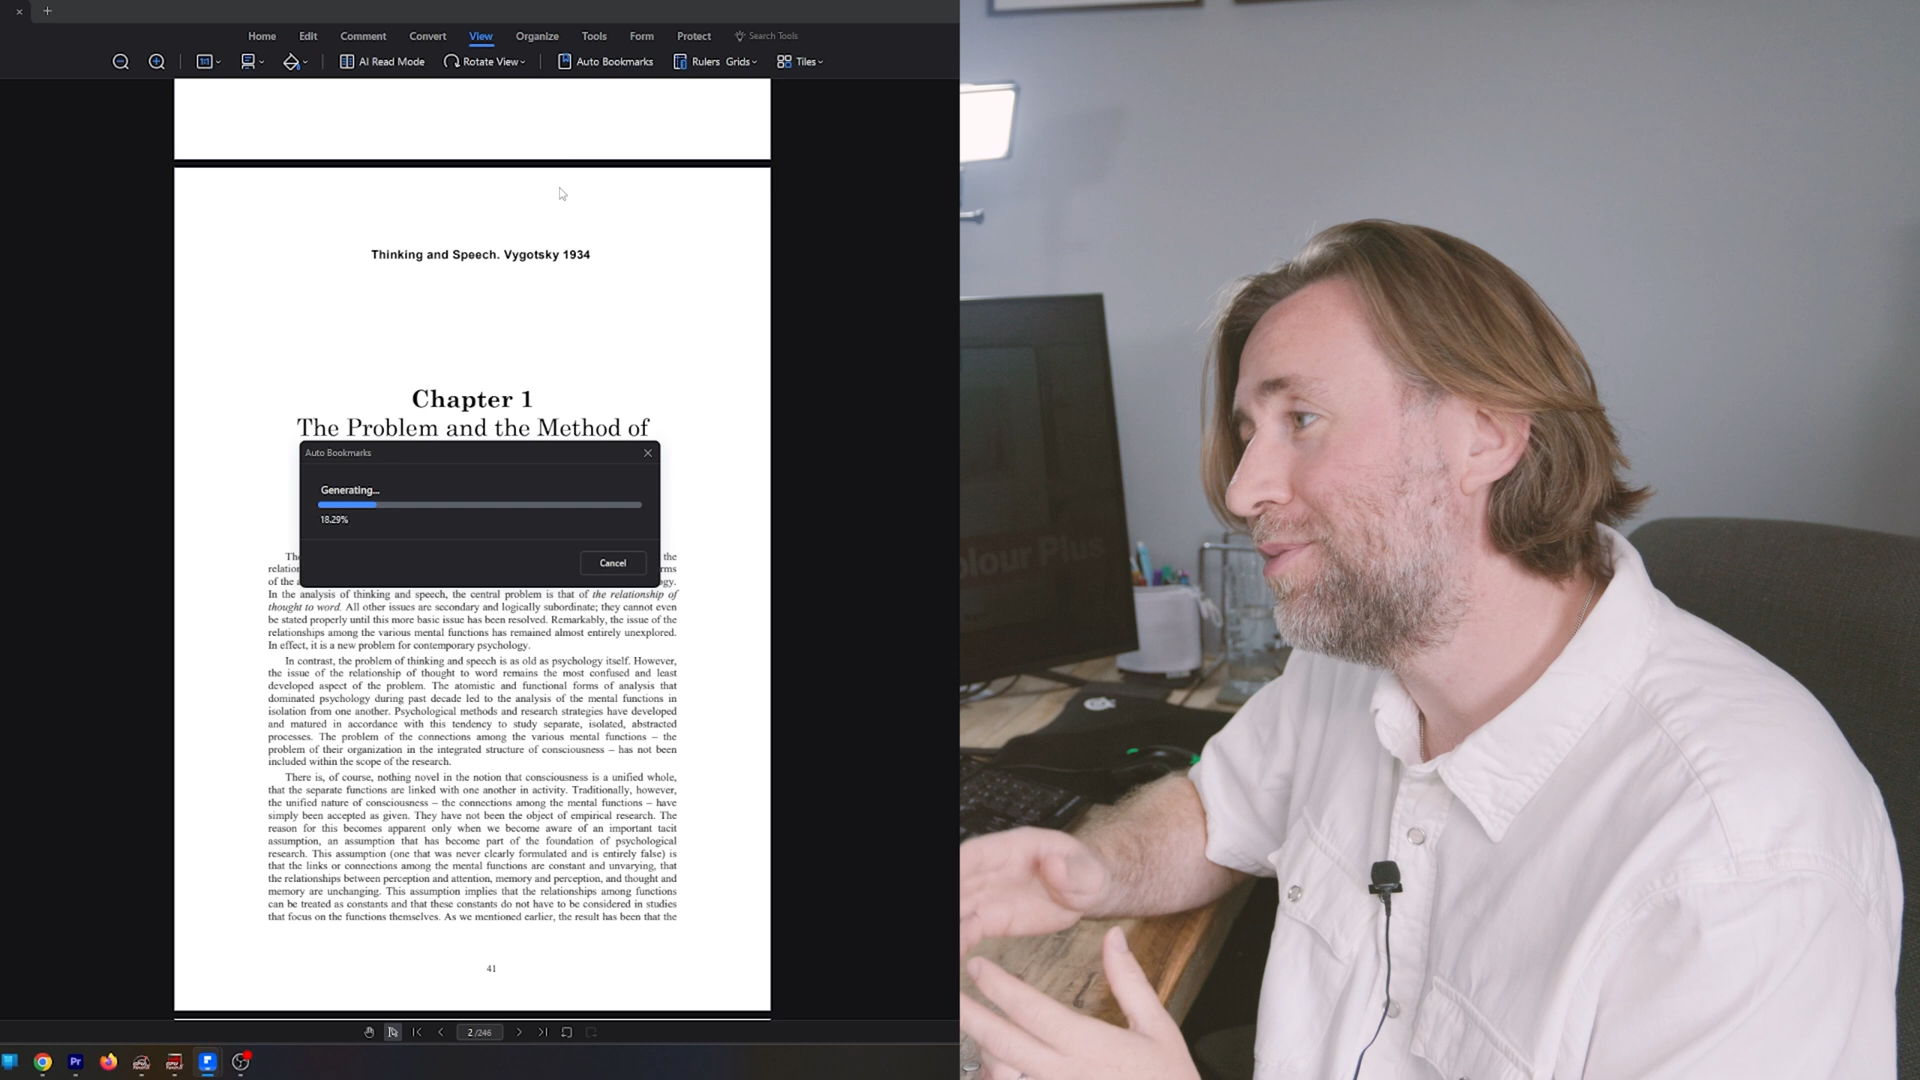 Home Edit Comment Convert View Organize Tools Form Protect Search Tools
AI Read Mode Rotate View Auto Bookmarks Rulers Grids Tiles
Thinking and Speech. Vygotsky 1934
Chapter 1
The Problem and the Method of
Auto Bookmarks
Generating...
18.29%
Cancel
the
relation
of the
In the analysis of thinking and speech, the central problem is that of the relationship of
thought to word. All other issues are secondary and logically subordinate; they cannot even
be stated properly until this more basic issue has been resolved. Remarkably, the issue of the
relationships among the various mental functions has remained almost entirely unexplored.
In effect, it is a new problem for contemporary psychology.
In contrast, the problem of thinking and speech is as old as psychology itself. However,
the issue of the relationship of thought to word remains the most confused and least
developed aspect of the problem. The atomistic and functional forms of analysis that
dominated psychology during past decade led to the analysis of the mental functions in
isolation from one another. Psychological methods and research strategies have developed
and matured in accordance with this tendency to study separate, isolated, abstracted
processes. The problem of the connections among the various mental functions – the
problem of their organization in the integrated structure of consciousness – has not been
included within the scope of the research.
There is, of course, nothing novel in the notion that consciousness is a unified whole,
that the separate functions are linked with one another in activity. Traditionally, however,
the unified nature of consciousness – the connections among the mental functions – have
simply been accepted as given. They have not been the object of empirical research. The
reason for this becomes apparent only when we become aware of an important tacit
assumption, an assumption that has become part of the foundation of psychological
research. This assumption (one that was never clearly formulated and is entirely false) is
that the links or connections among the mental functions are constant and unvarying, that
the relationships between perception and attention, memory and perception, and thought and
memory are unchanging. This assumption implies that the relationships among functions
can be treated as constants and that these constants do not have to be considered in studies
that focus on the functions themselves. As we mentioned earlier, the result has been that the
41
2 /246
Pr
olour Plus